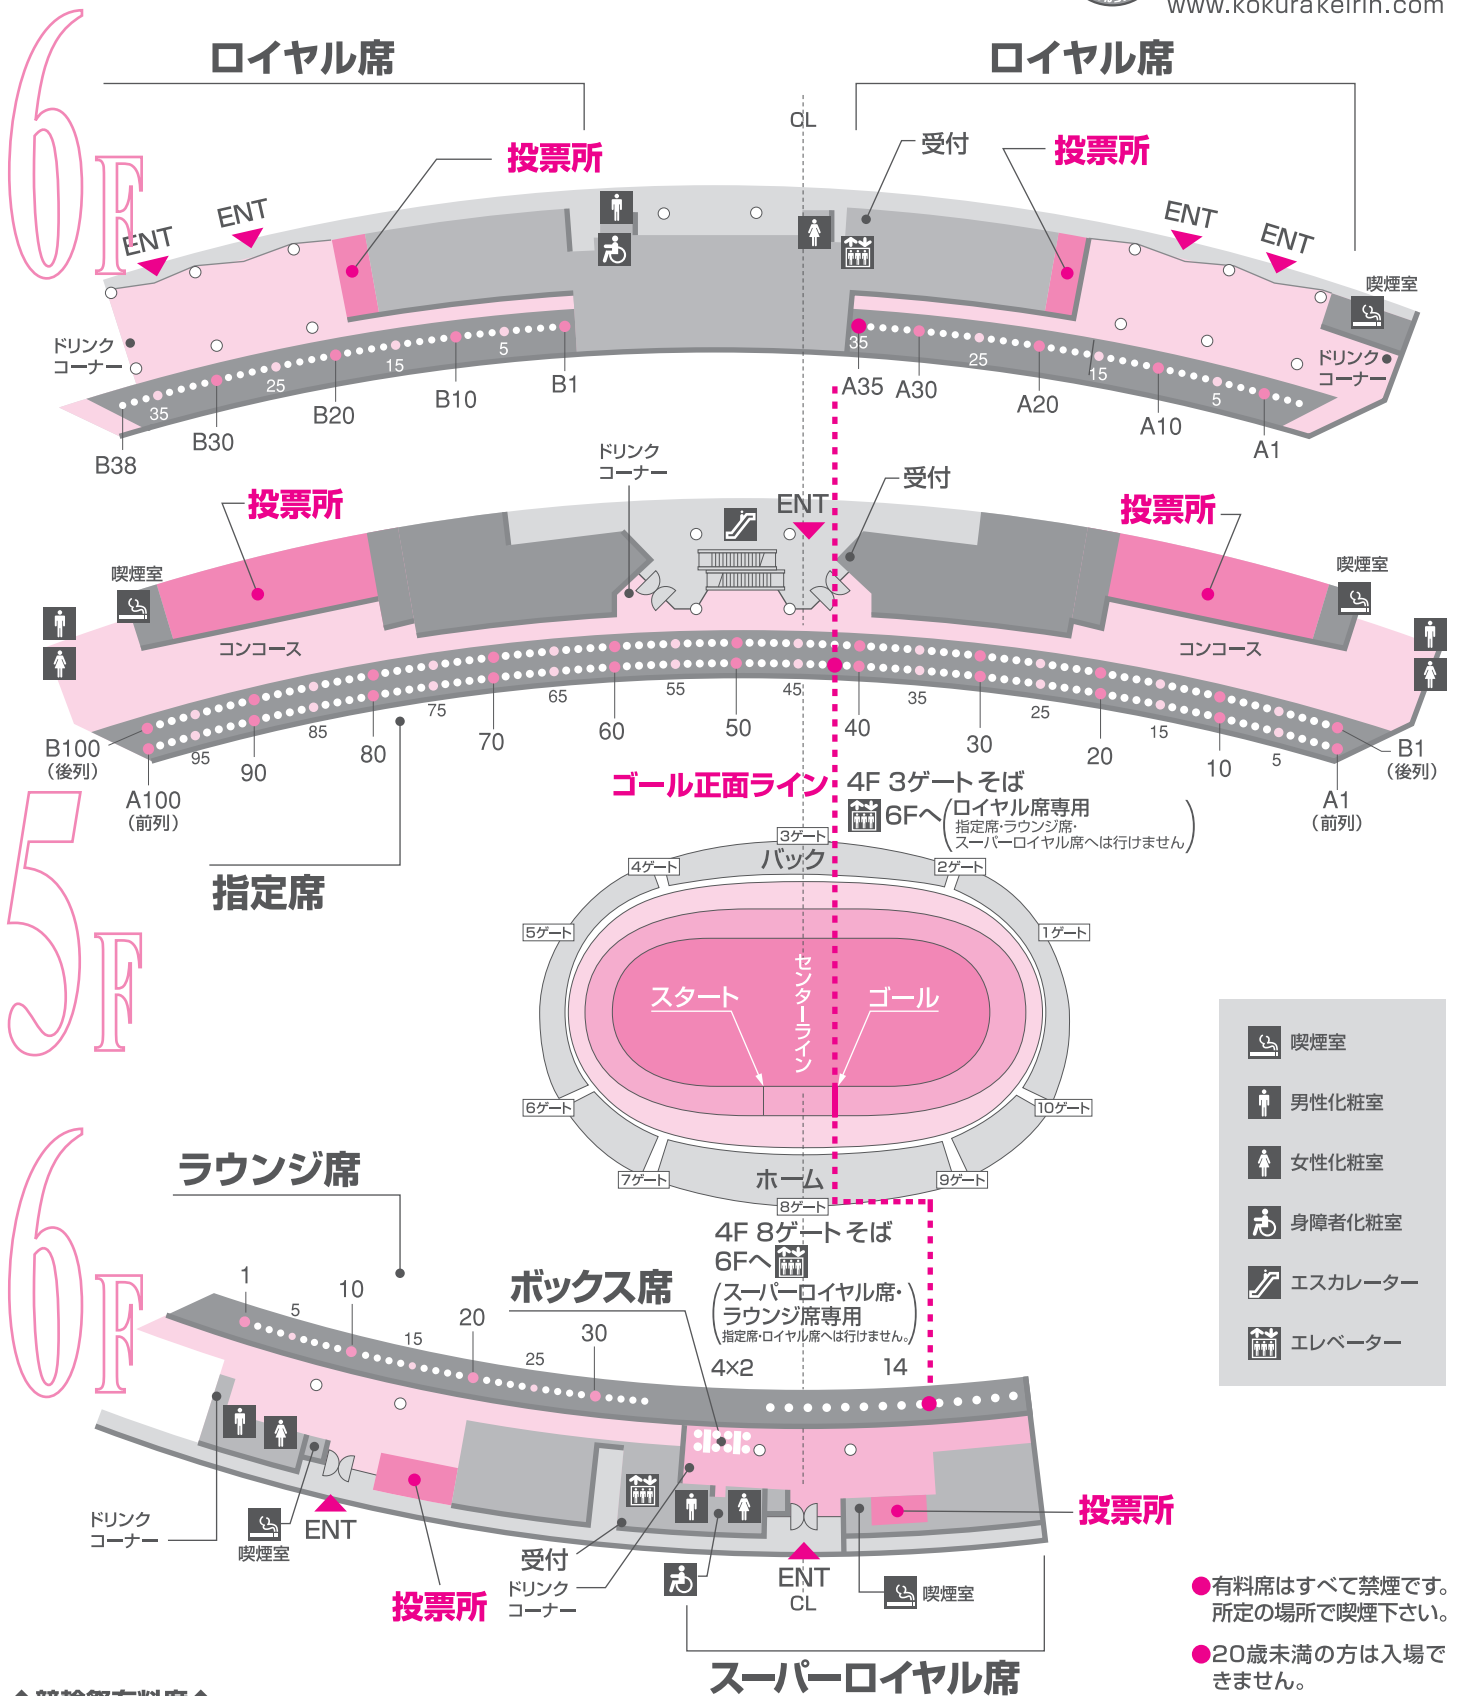 www.kokurakeirin.com
6F
ロイヤル席
ロイヤル席
CL
受付
投票所
投票所
ENT
ENT
ENT
ENT
喫煙室
ドリンク
コーナー
ドリンク
コーナー
35
25
15
5
35
25
15
5
B38
B30
B20
B10
B1
A35
A30
A20
A10
A1
ドリンク
コーナー
受付
ENT
投票所
投票所
喫煙室
喫煙室
コンコース
コンコース
B100
(後列)
A100
(前列)
95
90
85
80
75
70
65
60
55
50
45
40
35
30
25
20
15
10
5
B1
(後列)
A1
(前列)
5F
指定席
ゴール正面ライン
4F 3ゲートそば
6Fへ
(ロイヤル席専用
指定席・ラウンジ席・
スーパーロイヤル席へは行けません)
3ゲート
バック
4ゲート
2ゲート
5ゲート
1ゲート
センターライン
スタート
ゴール
6ゲート
10ゲート
7ゲート
9ゲート
ホーム
8ゲート
喫煙室
男性化粧室
女性化粧室
身障者化粧室
エスカレーター
エレベーター
6F
ラウンジ席
4F 8ゲートそば
6Fへ
(スーパーロイヤル席・
ラウンジ席専用
指定席・ロイヤル席へは行けません。)
ボックス席
1
5
10
15
20
25
30
4×2
14
ドリンク
コーナー
喫煙室
ENT
投票所
受付
ドリンク
コーナー
ENT
CL
喫煙室
投票所
スーパーロイヤル席
●有料席はすべて禁煙です。
所定の場所で喫煙下さい。
●20歳未満の方は入場で
きません。